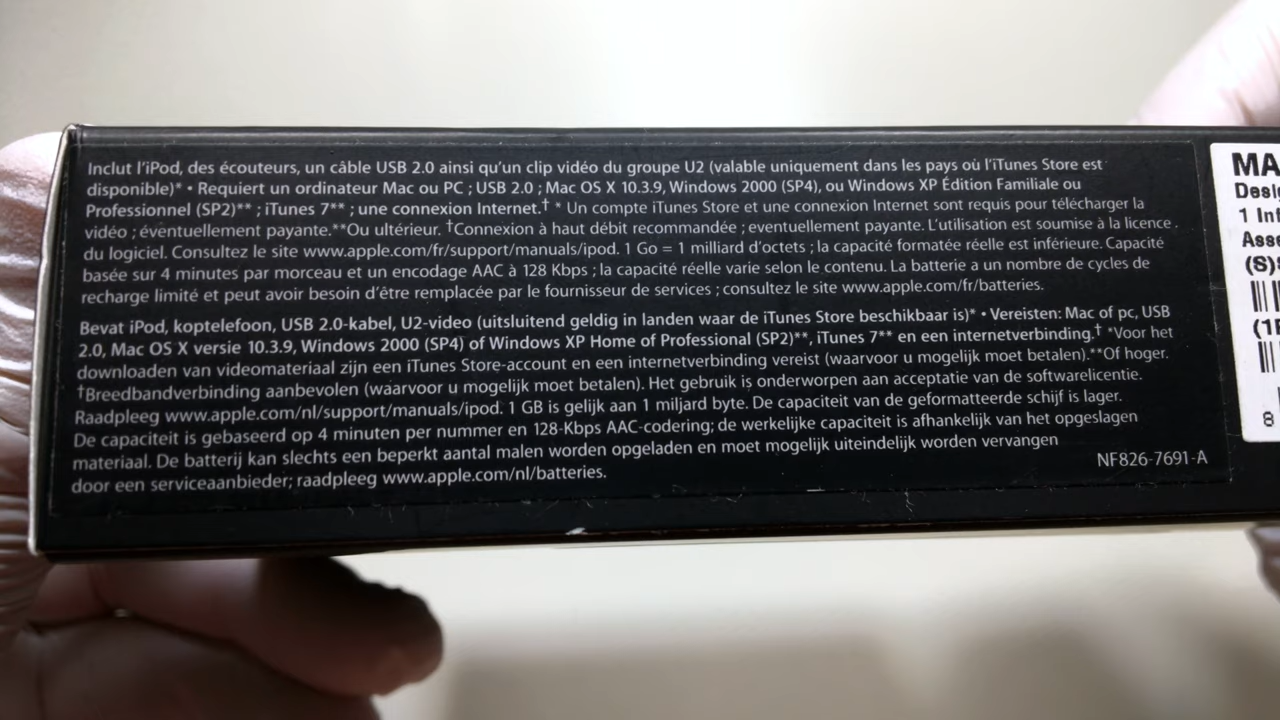 Inclut l'iPod, des écouteurs, un câble USB 2.0 ainsi qu'un clip vidéo du groupe U2 (valable uniquement dans les pays où l'iTunes Store est
disponible)* • Requiert un ordinateur Mac ou PC ; USB 2.0 ; Mac OS X 10.3.9, Windows 2000 (SP4), ou Windows XP Édition Familiale ou
Professionnel (SP2)** ; iTunes 7** ; une connexion Internet.† * Un compte iTunes Store et une connexion Internet sont requis pour télécharger la
vidéo ; éventuellement payante.**Ou ultérieur. †Connexion à haut débit recommandée ; eventuellement payante. L'utilisation est soumise à la licence
du logiciel. Consultez le site www.apple.com/fr/support/manuals/ipod. 1 Go = 1 milliard d'octets ; la capacité formatée réelle est inférieure. Capacité
basée sur 4 minutes par morceau et un encodage AAC à 128 Kbps ; la capacité réelle varie selon le contenu. La batterie a un nombre de cycles de
recharge limité et peut avoir besoin d'être remplacée par le fournisseur de services ; consultez le site www.apple.com/fr/batteries.
Bevat iPod, koptelefoon, USB 2.0-kabel, U2-video (uitsluitend geldig in landen waar de iTunes Store beschikbaar is)* • Vereisten: Mac of pc, USB
2.0, Mac OS X versie 10.3.9, Windows 2000 (SP4) of Windows XP Home of Professional (SP2)**, iTunes 7** en een internetverbinding.† *Voor het
downloaden van videomateriaal zijn een iTunes Store-account en een internetverbinding vereist (waarvoor u mogelijk moet betalen).**Of hoger.
†Breedbandverbinding aanbevolen (waarvoor u mogelijk moet betalen). Het gebruik is onderworpen aan acceptatie van de softwarelicentie.
Raadpleeg www.apple.com/nl/support/manuals/ipod. 1 GB is gelijk aan 1 miljard byte. De capaciteit van de geformatteerde schijf is lager.
De capaciteit is gebaseerd op 4 minuten per nummer en 128-Kbps AAC-codering; de werkelijke capaciteit is afhankelijk van het opgeslagen
materiaal. De batterij kan slechts een beperkt aantal malen worden opgeladen en moet mogelijk uiteindelijk worden vervangen
door een serviceaanbieder; raadpleeg www.apple.com/nl/batteries.
NF826-7691-A
MA
Desig
1 Inf
Asse
(S)
(1
8